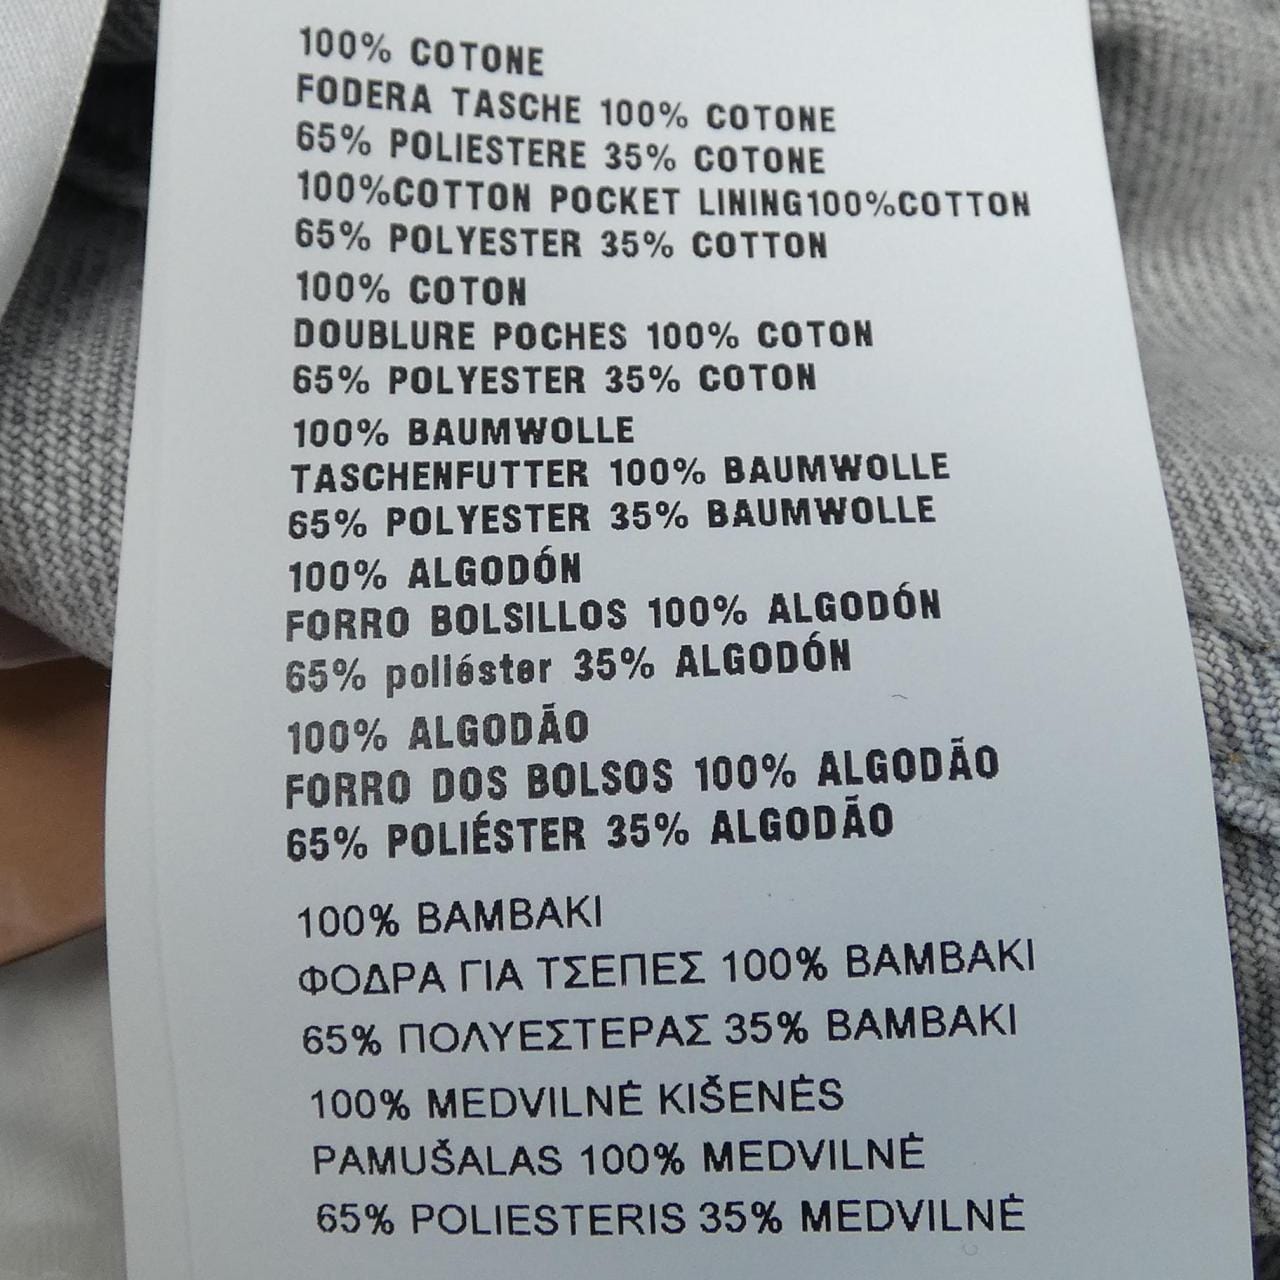 100% COTONE
FODERA TASCHE 100% COTONE
65% POLIESTERE 35% COTONE
100%COTTON POCKET LINING100%COTTON
65% POLYESTER 35% COTTON
100% COTON
DOUBLURE POCHES 100% COTON
65% POLYESTER 35% COTON
100% BAUMWOLLE
TASCHENFUTTER 100% BAUMWOLLE
65% POLYESTER 35% BAUMWOLLE
100% ALGODÓN
FORRO BOLSILLOS 100% ALGODÓN
65% poliéster 35% ALGODÓN
100% ALGODÃO
FORRO DOS BOLSOS 100% ALGODÃO
65% POLIÉSTER 35% ALGODÃO
100% ΒΑΜΒΑΚΙ
ΦΟΔΡΑ ΓΙΑ ΤΣΕΠΕΣ 100% ΒΑΜΒΑΚΙ
65% ΠΟΛΥΕΣΤΕΡΑΣ 35% ΒΑΜΒΑΚΙ
100% MEDVILNĖ KIŠENĖS
PAMUŠALAS 100% MEDVILNĖ
65% POLIESTERIS 35% MEDVILNĖ